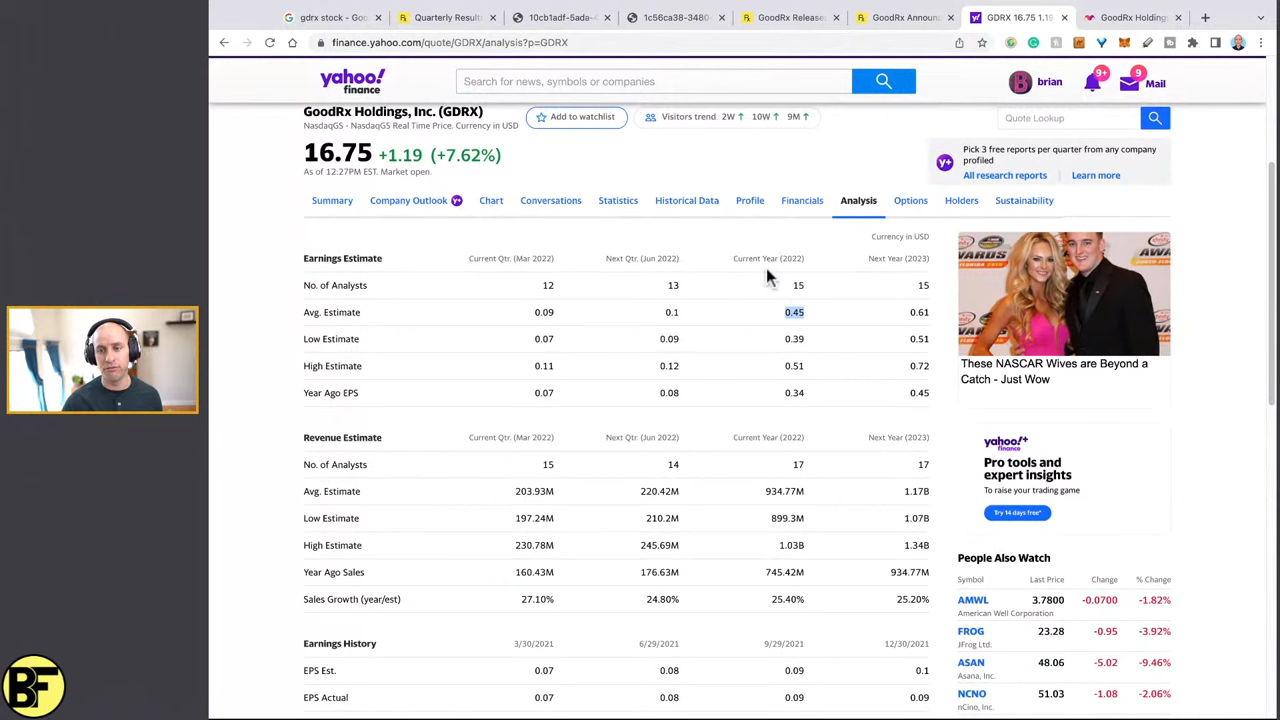 gdrx stock - Goo
Quarterly Result
10cb1adf-5ada-4
1c56ca38-3480-
GoodRx Releases
GoodRx Announc
GDRX 16.75 1.19
GoodRx Holdings
finance.yahoo.com/quote/GDRX/analysis?p=GDRX
yahoo!
finance
Search for news, symbols or companies
B
brian
9+
9
Mail
GoodRx Holdings, Inc. (GDRX)
NasdaqGS - NasdaqGS Real Time Price. Currency in USD
Add to watchlist
Visitors trend 2W 10W 9M
Quote Lookup
16.75 +1.19 (+7.62%)
As of 12:27PM EST. Market open.
Y+
Pick 3 free reports per quarter from any company
profiled
All research reports
Learn more
Summary Company Outlook Y+ Chart Conversations Statistics Historical Data Profile Financials Analysis Options Holders Sustainability
Currency in USD
Earnings Estimate Current Qtr. (Mar 2022) Next Qtr. (Jun 2022) Current Year (2022) Next Year (2023)
No. of Analysts 12 13 15 15
Avg. Estimate 0.09 0.1 0.45 0.61
Low Estimate 0.07 0.09 0.39 0.51
High Estimate 0.11 0.12 0.51 0.72
Year Ago EPS 0.07 0.08 0.34 0.45
Revenue Estimate Current Qtr. (Mar 2022) Next Qtr. (Jun 2022) Current Year (2022) Next Year (2023)
No. of Analysts 15 14 17 17
Avg. Estimate 203.93M 220.42M 934.77M 1.17B
Low Estimate 197.24M 210.2M 899.3M 1.07B
High Estimate 230.78M 245.69M 1.03B 1.34B
Year Ago Sales 160.43M 176.63M 745.42M 934.77M
Sales Growth (year/est) 27.10% 24.80% 25.40% 25.20%
Earnings History 3/30/2021 6/29/2021 9/29/2021 12/30/2021
EPS Est. 0.07 0.08 0.09 0.1
EPS Actual 0.07 0.08 0.09 0.09
These NASCAR Wives are Beyond a
Catch - Just Wow
yahoo!+
finance
Pro tools and
expert insights
To raise your trading game
Try 14 days free*
People Also Watch
Symbol Last Price Change % Change
AMWL 3.7800 -0.0700 -1.82%
American Well Corporation
FROG 23.28 -0.95 -3.92%
JFrog Ltd.
ASAN 48.06 -5.02 -9.46%
Asana, Inc.
NCNO 51.03 -1.08 -2.06%
nCino, Inc.
BF